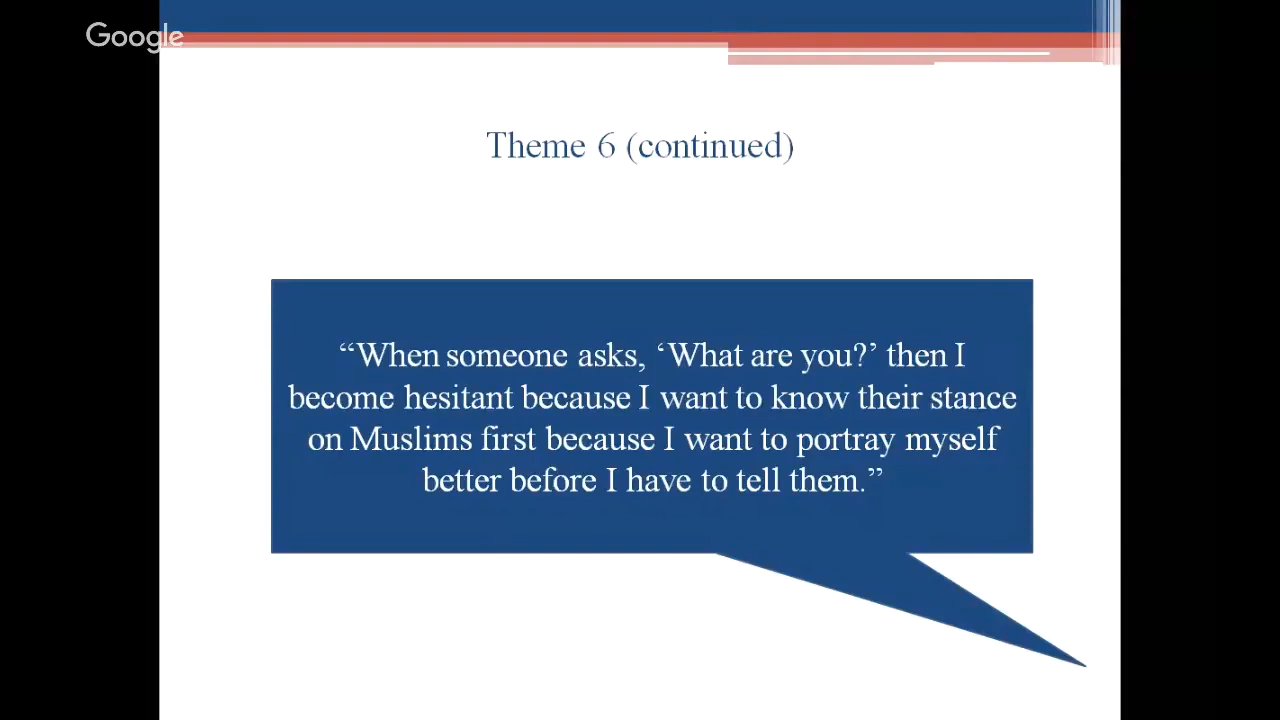 Google
Theme 6 (continued)
“When someone asks, ‘What are you?’ then I
become hesitant because I want to know their stance
on Muslims first because I want to portray myself
better before I have to tell them.”